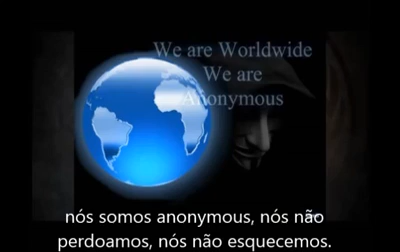 We are Worldwide
We are
Anonymous
nós somos anonymous, nós não
perdoamos, nós não esquecemos.